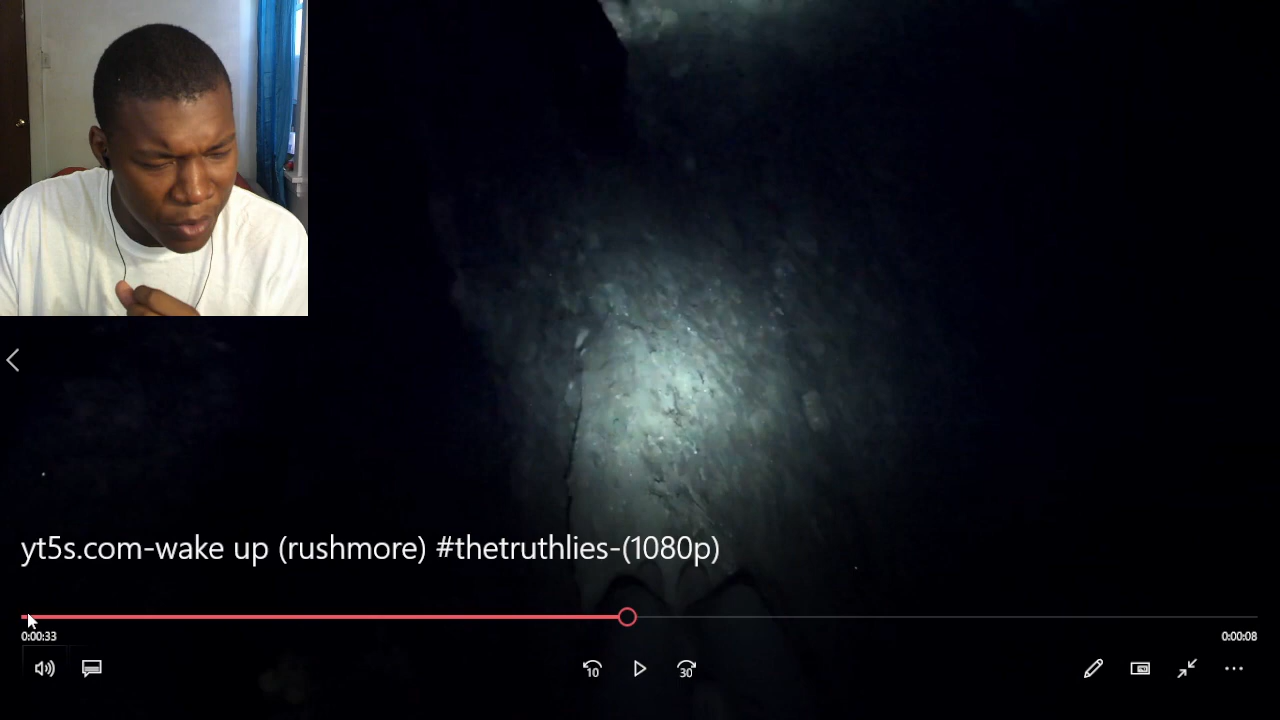 yt5s.com-wake up (rushmore) #thetruthlies-(1080p)
0:00:33
0:00:08
10
30